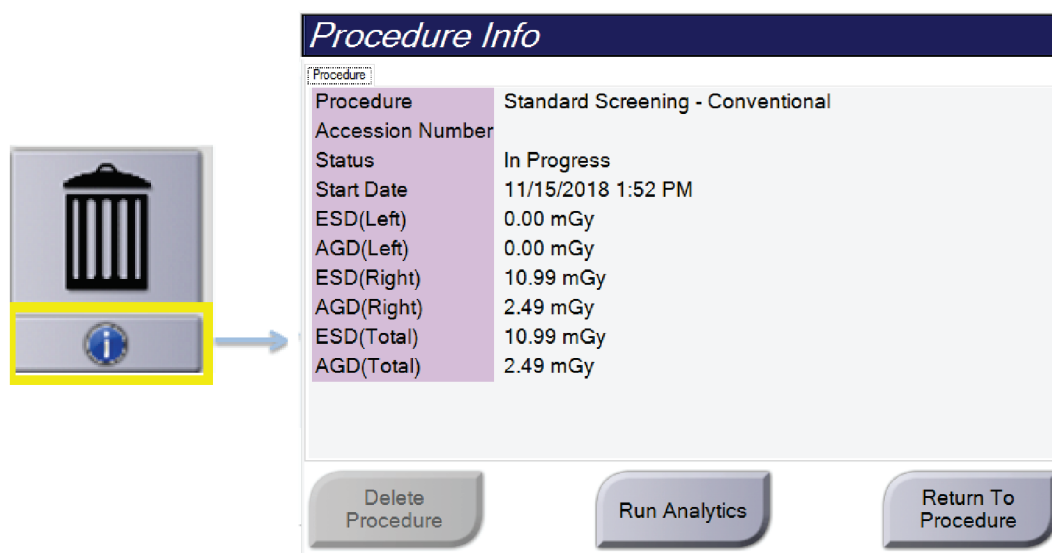 Procedure Info
Procedure
Procedure Standard Screening - Conventional
Accession Number
Status In Progress
Start Date 11/15/2018 1:52 PM
ESD(Left) 0.00 mGy
AGD(Left) 0.00 mGy
ESD(Right) 10.99 mGy
AGD(Right) 2.49 mGy
ESD(Total) 10.99 mGy
AGD(Total) 2.49 mGy
Delete
Procedure
Run Analytics
Return To
Procedure